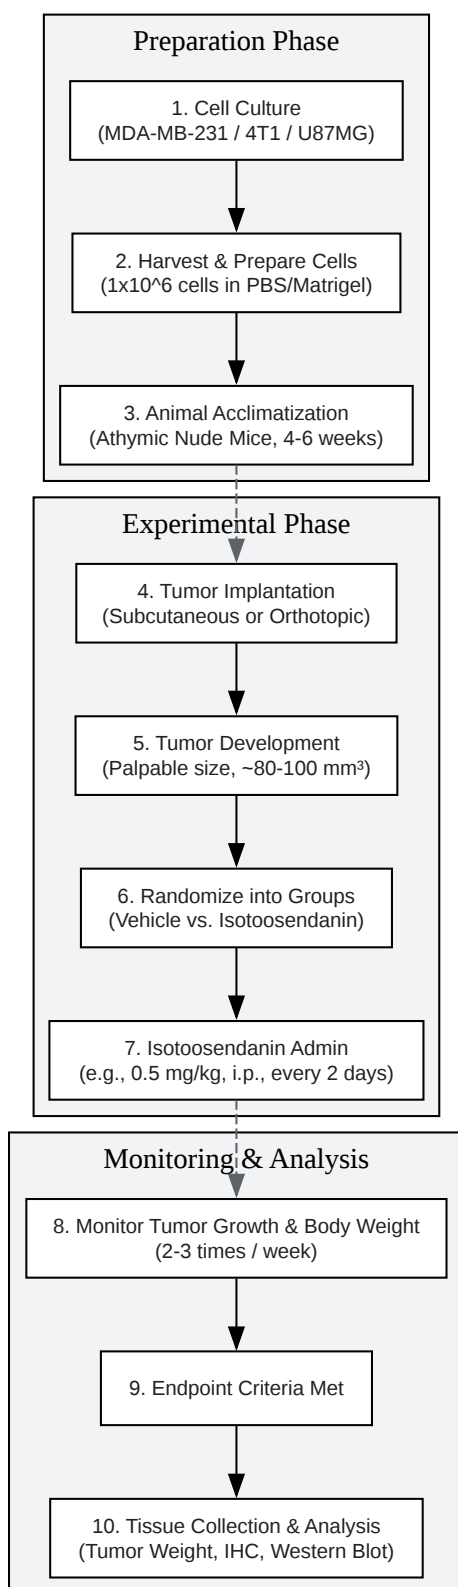 Preparation Phase
1. Cell Culture
(MDA-MB-231 / 4T1 / U87MG)
2. Harvest & Prepare Cells
(1x10^6 cells in PBS/Matrigel)
3. Animal Acclimatization
(Athymic Nude Mice, 4-6 weeks)
Experimental Phase
4. Tumor Implantation
(Subcutaneous or Orthotopic)
5. Tumor Development
(Palpable size, ~80-100 mm³)
6. Randomize into Groups
(Vehicle vs. Isotoosendanin)
7. Isotoosendanin Admin
(e.g., 0.5 mg/kg, i.p., every 2 days)
Monitoring & Analysis
8. Monitor Tumor Growth & Body Weight
(2-3 times / week)
9. Endpoint Criteria Met
10. Tissue Collection & Analysis
(Tumor Weight, IHC, Western Blot)